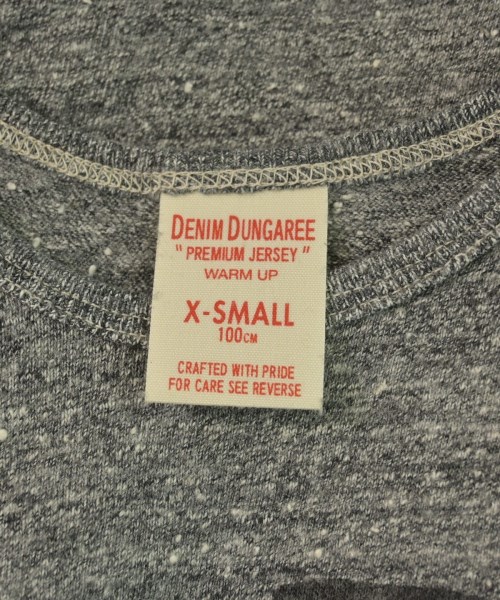 DENIM DUNGAREE
" PREMIUM JERSEY "
WARM UP
X-SMALL
100CM
CRAFTED WITH PRIDE
FOR CARE SEE REVERSE